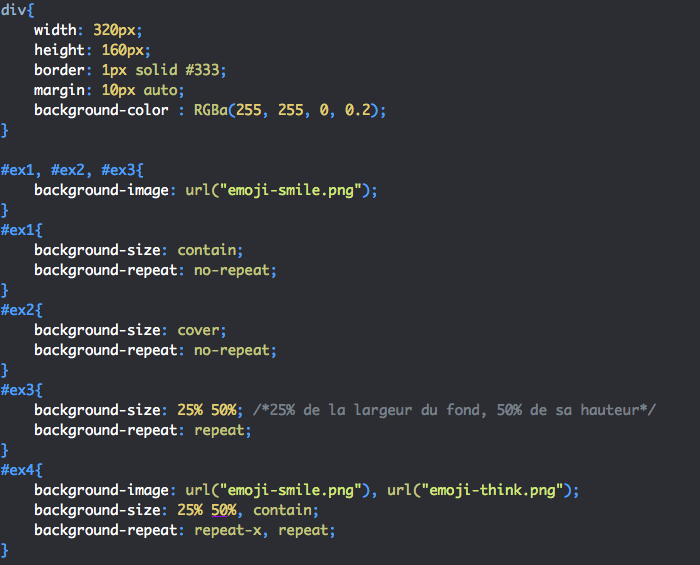 div{
    width: 320px;
    height: 160px;
    border: 1px solid #333;
    margin: 10px auto;
    background-color : RGBa(255, 255, 0, 0.2);
}

#ex1, #ex2, #ex3{
    background-image: url("emoji-smile.png");
}
#ex1{
    background-size: contain;
    background-repeat: no-repeat;
}
#ex2{
    background-size: cover;
    background-repeat: no-repeat;
}
#ex3{
    background-size: 25% 50%; /*25% de la largeur du fond, 50% de sa hauteur*/
    background-repeat: repeat;
}
#ex4{
    background-image: url("emoji-smile.png"), url("emoji-think.png");
    background-size: 25% 50%, contain;
    background-repeat: repeat-x, repeat;
}